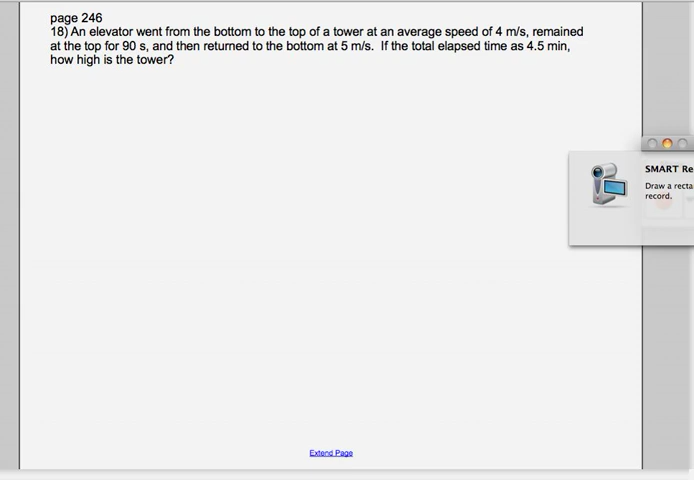 page 246
18) An elevator went from the bottom to the top of a tower at an average speed of 4 m/s, remained
at the top for 90 s, and then returned to the bottom at 5 m/s.  If the total elapsed time as 4.5 min,
how high is the tower?
SMART Re
Draw a recta
record.
Extend Page